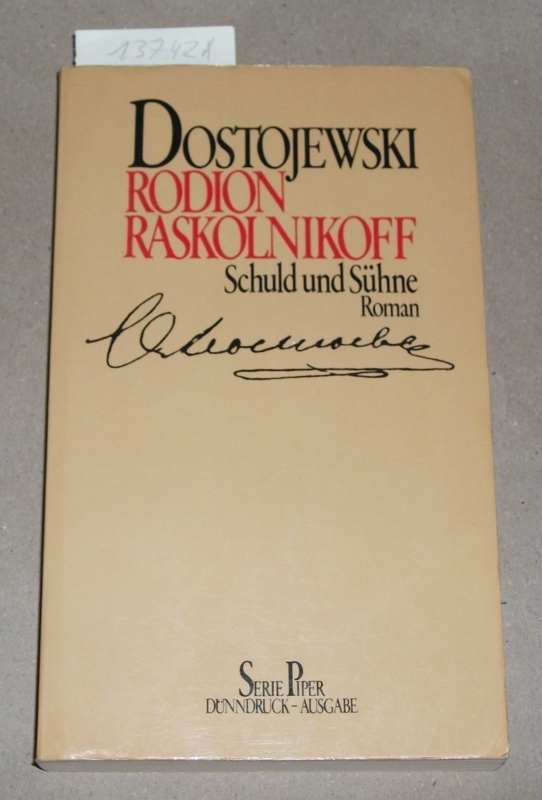 137421
DOSTOJEWSKI
RODION
RASKOLNIKOFF
Schuld und Sühne
Roman
SERIE PIPER
DÜNNDRUCK – AUSGABE